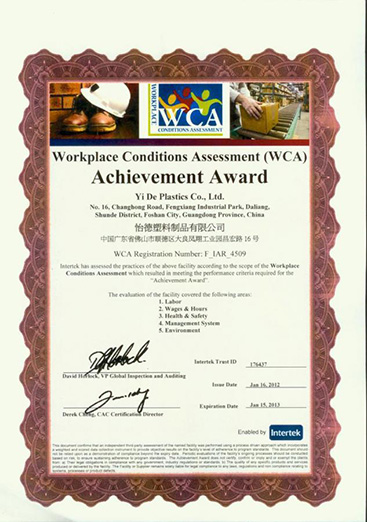 WORKPLACE
WCA
CONDITIONS ASSESSMENT
Workplace Conditions Assessment (WCA)
Achievement Award
Yi De Plastics Co., Ltd.
No. 16, Changhong Road, Fengxiang Industrial Park, Daliang,
Shunde District, Foshan City, Guangdong Province, China
怡德塑料制品有限公司
中国广东省佛山市顺德区大良凤翔工业园昌宏路 16 号
WCA Registration Number: F_IAR_4509
Intertek has assessed the practices of the above facility according to the scope of the Workplace
Conditions Assessment which resulted in meeting the performance criteria required for the
"Achievement Award".
The evaluation of the facility covered the following areas:
1. Labor
2. Wages & Hours
3. Health & Safety
4. Management System
5. Environment
David Horlock, VP Global Inspection and Auditing
Intertek Trust ID 176437
Issue Date Jan 16, 2012
Derek Chang, CAC Certification Director
Expiration Date Jan 15, 2013
Enabled by Intertek